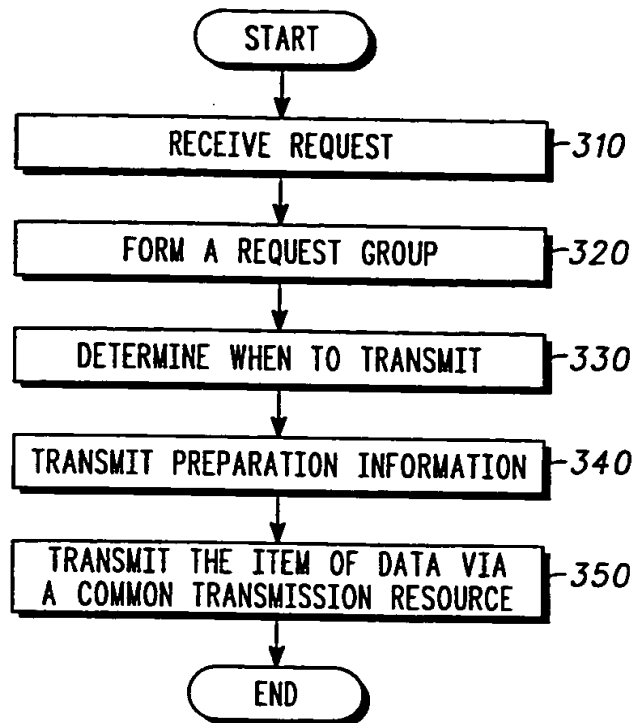 START
RECEIVE REQUEST 310
FORM A REQUEST GROUP 320
DETERMINE WHEN TO TRANSMIT 330
TRANSMIT PREPARATION INFORMATION 340
TRANSMIT THE ITEM OF DATA VIA
A COMMON TRANSMISSION RESOURCE 350
END